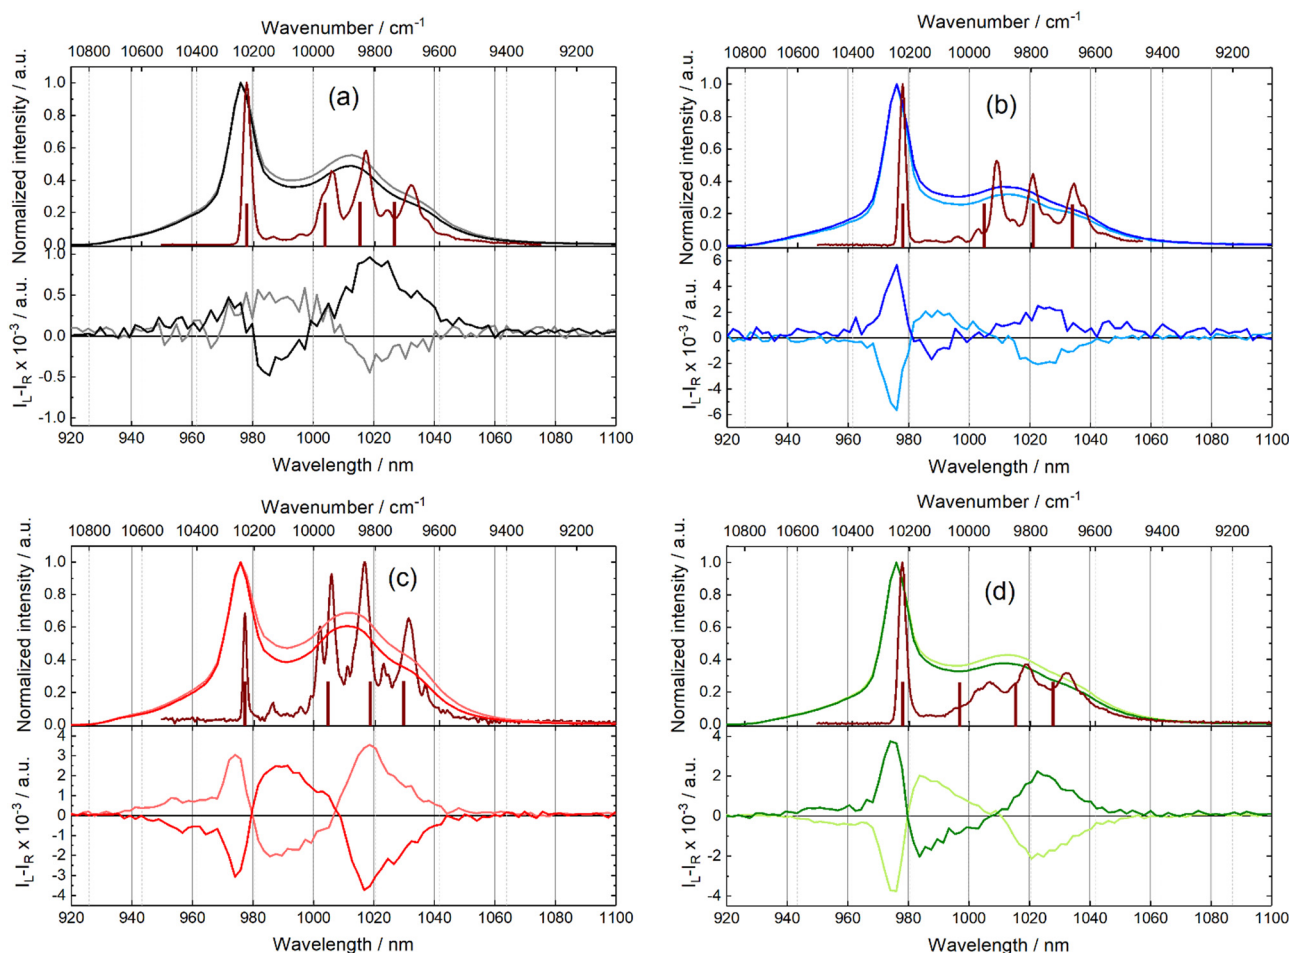 Wavenumber / cm-1
10800 10600 10400 10200 10000 9800 9600 9400 9200
Normalized intensity / a.u.
1.0
0.8
0.6
0.4
0.2
0.0
(a)
IL-IR x 10-3 / a.u.
1.0
0.5
0.0
-0.5
-1.0
920 940 960 980 1000 1020 1040 1060 1080 1100
Wavelength / nm
Wavenumber / cm-1
10800 10600 10400 10200 10000 9800 9600 9400 9200
Normalized intensity / a.u.
1.0
0.8
0.6
0.4
0.2
0.0
(b)
IL-IR x 10-3 / a.u.
6
4
2
0
-2
-4
-6
920 940 960 980 1000 1020 1040 1060 1080 1100
Wavelength / nm
Wavenumber / cm-1
10800 10600 10400 10200 10000 9800 9600 9400 9200
Normalized intensity / a.u.
1.0
0.8
0.6
0.4
0.2
0.0
(c)
IL-IR x 10-3 / a.u.
4
3
2
1
0
-1
-2
-3
-4
920 940 960 980 1000 1020 1040 1060 1080 1100
Wavelength / nm
Wavenumber / cm-1
10800 10600 10400 10200 10000 9800 9600 9400 9200
Normalized intensity / a.u.
1.0
0.8
0.6
0.4
0.2
0.0
(d)
IL-IR x 10-3 / a.u.
4
2
0
-2
-4
920 940 960 980 1000 1020 1040 1060 1080 1100
Wavelength / nm